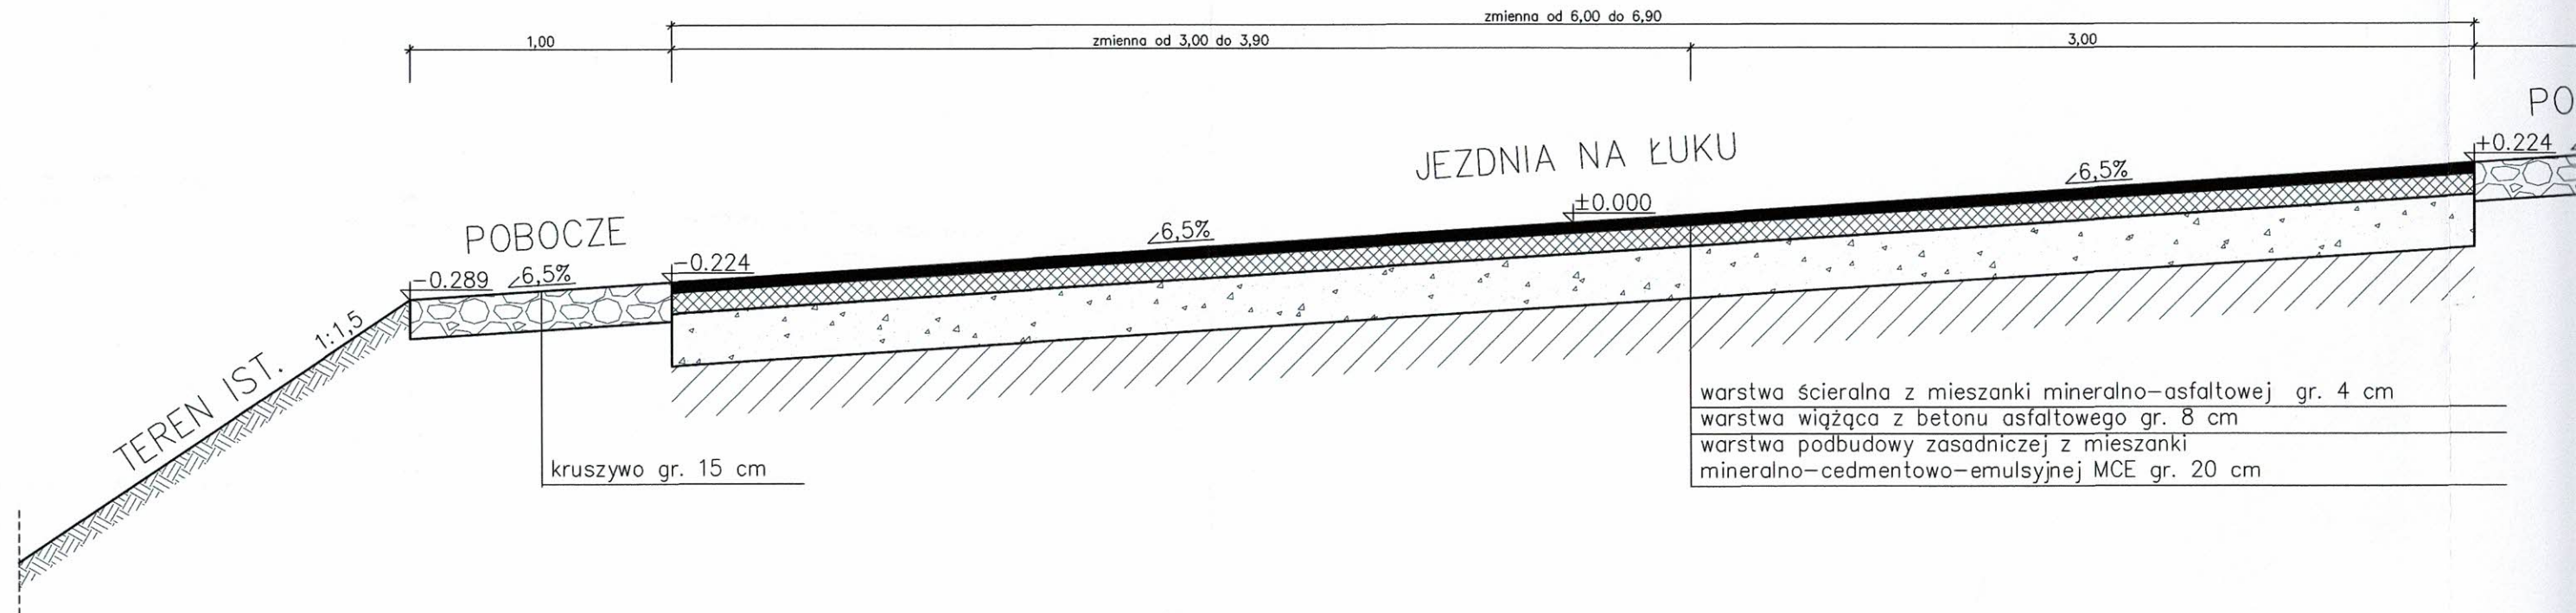 zmienna od 6,00 do 6,90
1,00
zmienna od 3,00 do 3,90
3,00
PO
JEZDNIA NA ŁUKU
±0.224
6,5%
±0.000
POBOCZE
6,5%
-0.224
-0.289
6,5%
1:1,5
TEREN IST.
warstwa ścieralna z mieszanki mineralno-asfaltowej gr. 4 cm
warstwa wiążąca z betonu asfaltowego gr. 8 cm
warstwa podbudowy zasadniczej z mieszanki
mineralno-cedmentowo-emulsyjnej MCE gr. 20 cm
kruszywo gr. 15 cm